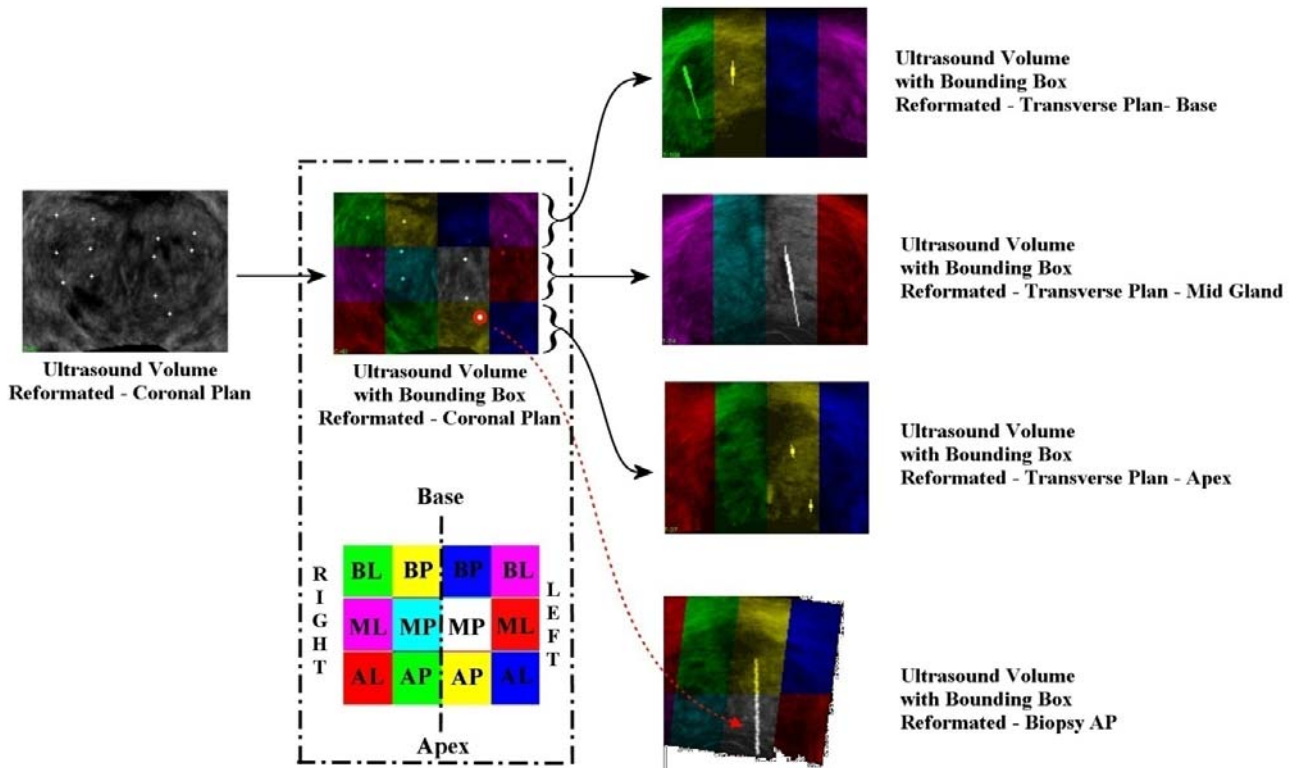 Ultrasound Volume
with Bounding Box
Reformated - Transverse Plan- Base
Ultrasound Volume
with Bounding Box
Reformated - Transverse Plan - Mid Gland
Ultrasound Volume
Reformated - Coronal Plan
Ultrasound Volume
with Bounding Box
Reformated - Coronal Plan
Ultrasound Volume
with Bounding Box
Reformated - Transverse Plan - Apex
Base
RIGHT
BL BP BP BL
ML MP MP ML
AL AP AP AL
LEFT
Apex
Ultrasound Volume
with Bounding Box
Reformated - Biopsy AP